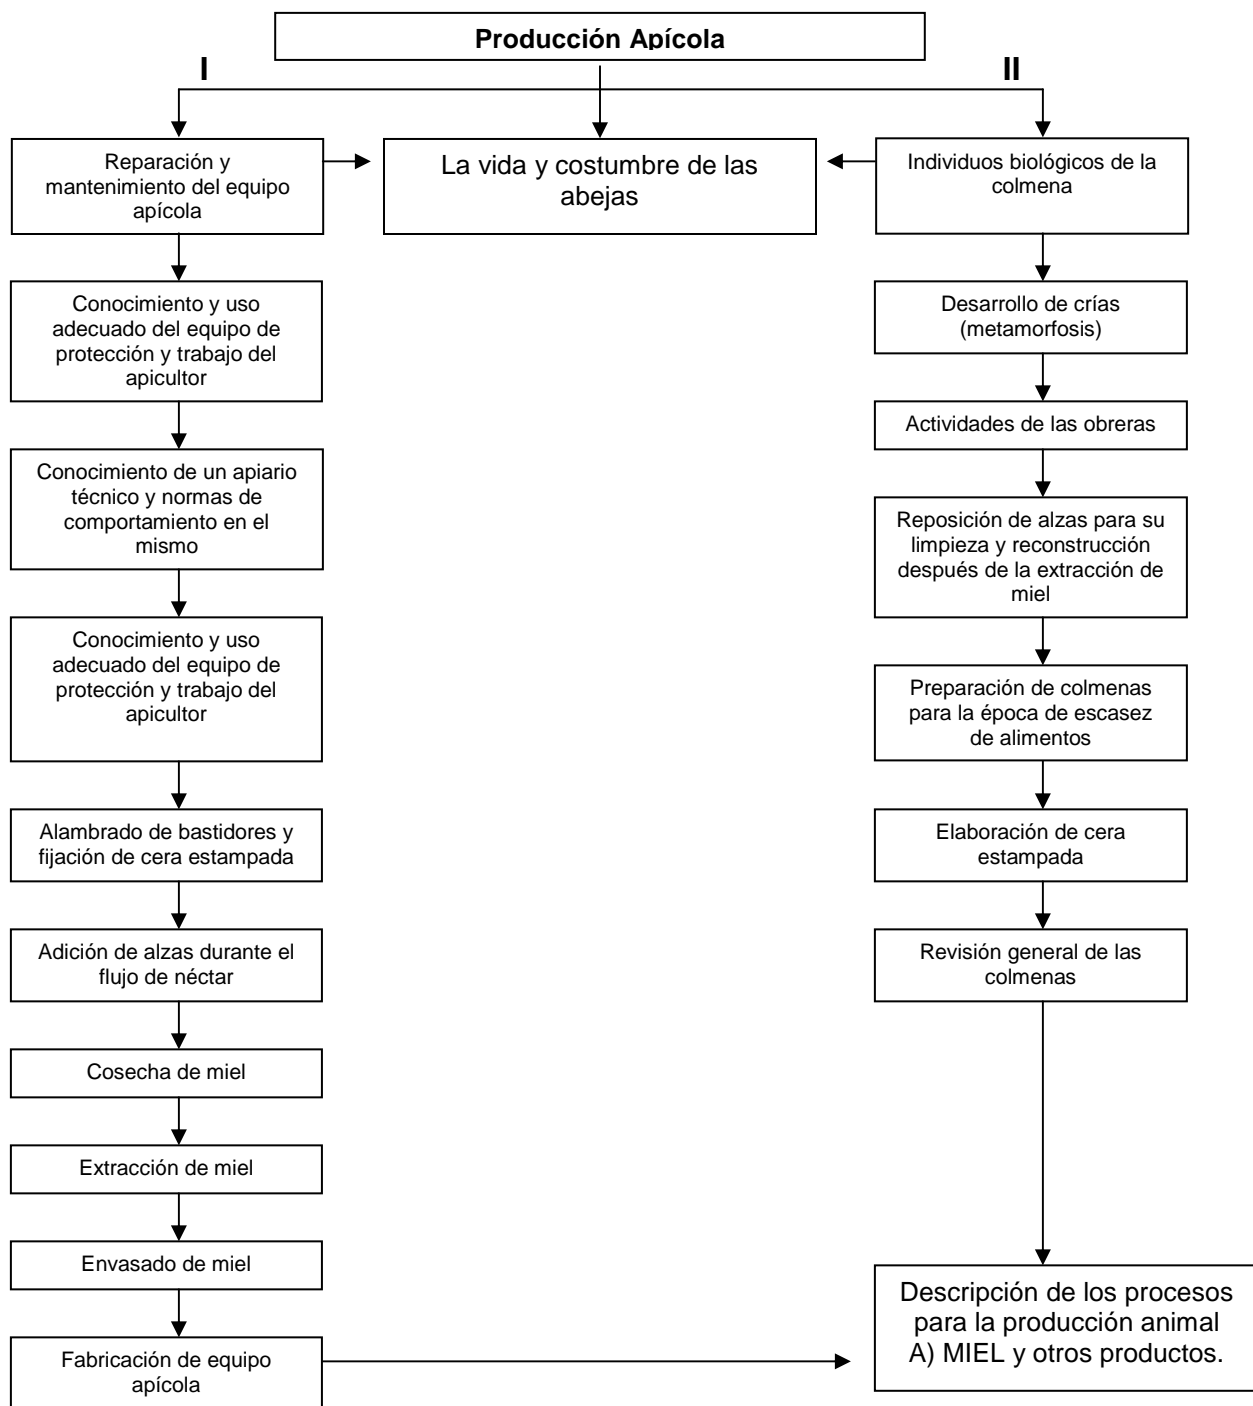 Producción Apícola
I
II
Reparación y
mantenimiento del equipo
apícola
La vida y costumbre de las
abejas
Individuos biológicos de la
colmena
Conocimiento y uso
adecuado del equipo de
protección y trabajo del
apicultor
Desarrollo de crías
(metamorfosis)
Actividades de las obreras
Conocimiento de un apiario
técnico y normas de
comportamiento en el
mismo
Reposición de alzas para su
limpieza y reconstrucción
después de la extracción de
miel
Conocimiento y uso
adecuado del equipo de
protección y trabajo del
apicultor
Preparación de colmenas
para la época de escasez
de alimentos
Alambrado de bastidores y
fijación de cera estampada
Elaboración de cera
estampada
Adición de alzas durante el
flujo de néctar
Revisión general de las
colmenas
Cosecha de miel
Extracción de miel
Envasado de miel
Descripción de los procesos
para la producción animal
A) MIEL y otros productos.
Fabricación de equipo
apícola